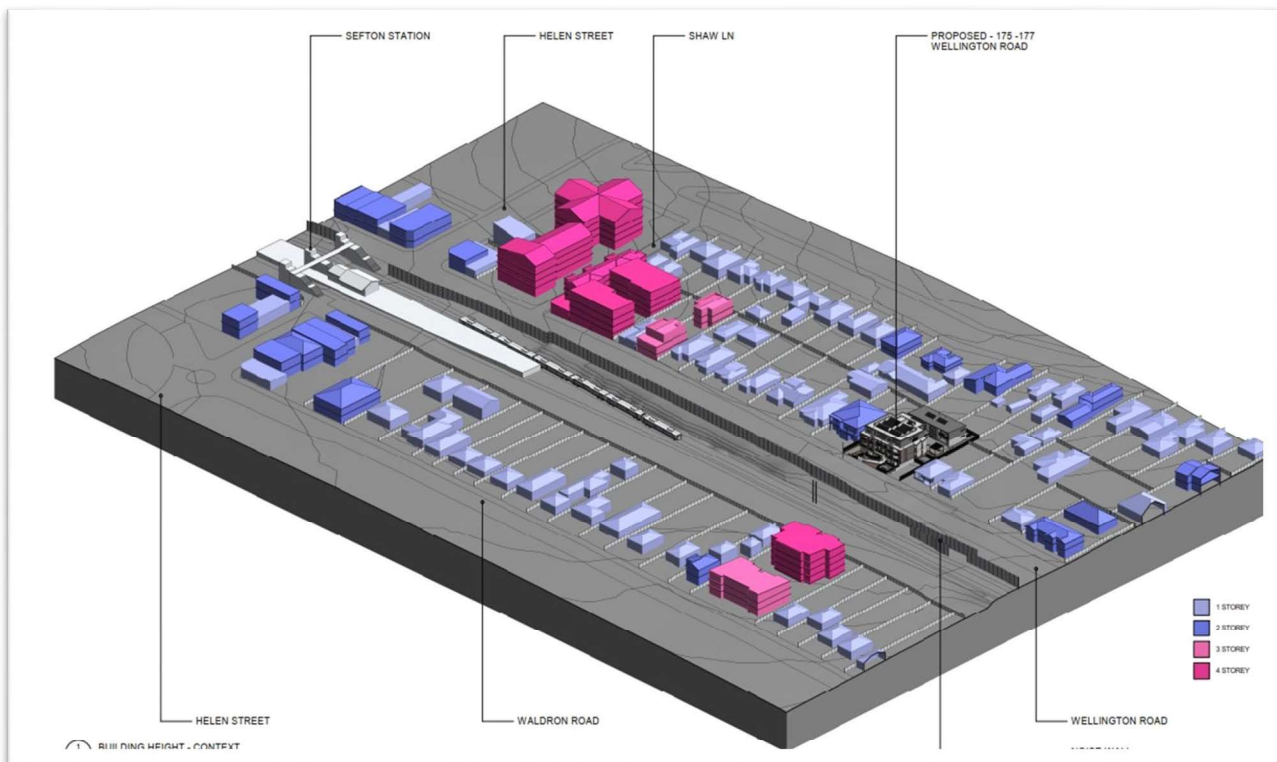 SEFTON STATION
HELEN STREET
SHAW LN
PROPOSED - 175 -177
WELLINGTON ROAD
1 STOREY
2 STOREY
3 STOREY
4 STOREY
HELEN STREET
WALDRON ROAD
WELLINGTON ROAD
1 BUILDING HEIGHT - CONTEXT